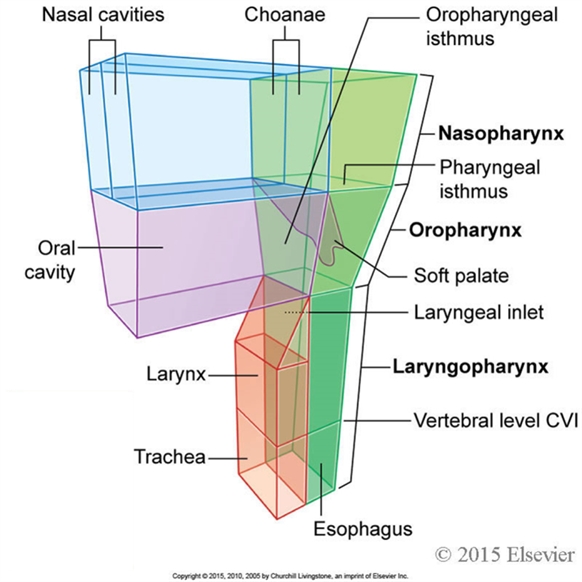 Nasal cavities
Choanae
Oropharyngeal
isthmus
Nasopharynx
Pharyngeal
isthmus
Oropharynx
Oral
cavity
Soft palate
Laryngeal inlet
Larynx
Laryngopharynx
Vertebral level CVI
Trachea
Esophagus
© 2015 Elsevier
Copyright © 2015, 2010, 2005 by Churchill Livingstone, an imprint of Elsevier Inc.